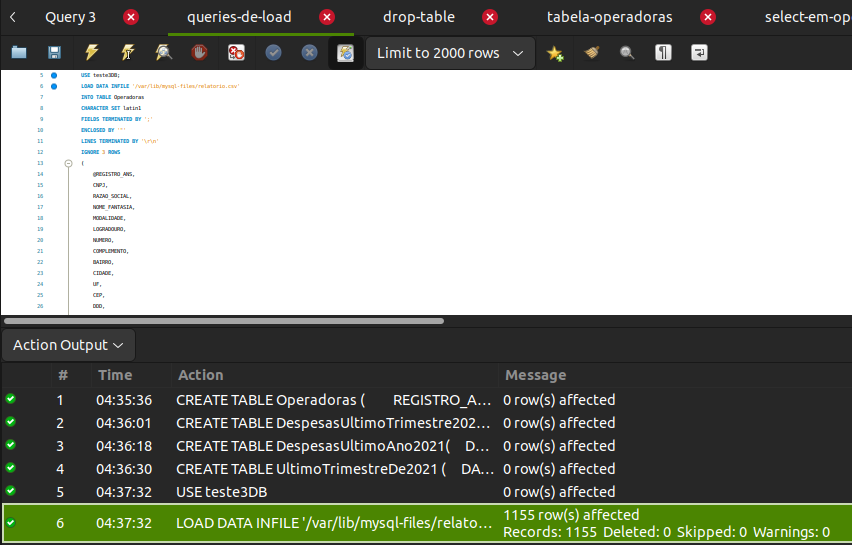 Query 3 queries-de-load drop-table tabela-operadoras select-em-op
Limit to 2000 rows
5 USE teste3DB;
6 LOAD DATA INFILE '/var/lib/mysql-files/relatorio.csv'
7 INTO TABLE Operadoras
8 CHARACTER SET latin1
9 FIELDS TERMINATED BY ';'
10 ENCLOSED BY '"'
11 LINES TERMINATED BY '\r\n'
12 IGNORE 3 ROWS
13 (
14 @REGISTRO_ANS,
15 CNPJ,
16 RAZAO_SOCIAL,
17 NOME_FANTASIA,
18 MODALIDADE,
19 LOGRADOURO,
20 NUMERO,
21 COMPLEMENTO,
22 BAIRRO,
23 CIDADE,
24 UF,
25 CEP,
26 DDD,
Action Output
# Time Action Message
1 04:35:36 CREATE TABLE Operadoras ( REGISTRO_A... 0 row(s) affected
2 04:36:01 CREATE TABLE DespesasUltimoTrimestre202... 0 row(s) affected
3 04:36:18 CREATE TABLE DespesasUltimoAno2021( D... 0 row(s) affected
4 04:36:30 CREATE TABLE UltimoTrimestreDe2021 ( DA... 0 row(s) affected
5 04:37:32 USE teste3DB 0 row(s) affected
6 04:37:32 LOAD DATA INFILE '/var/lib/mysql-files/relato... 1155 row(s) affected
Records: 1155 Deleted: 0 Skipped: 0 Warnings: 0